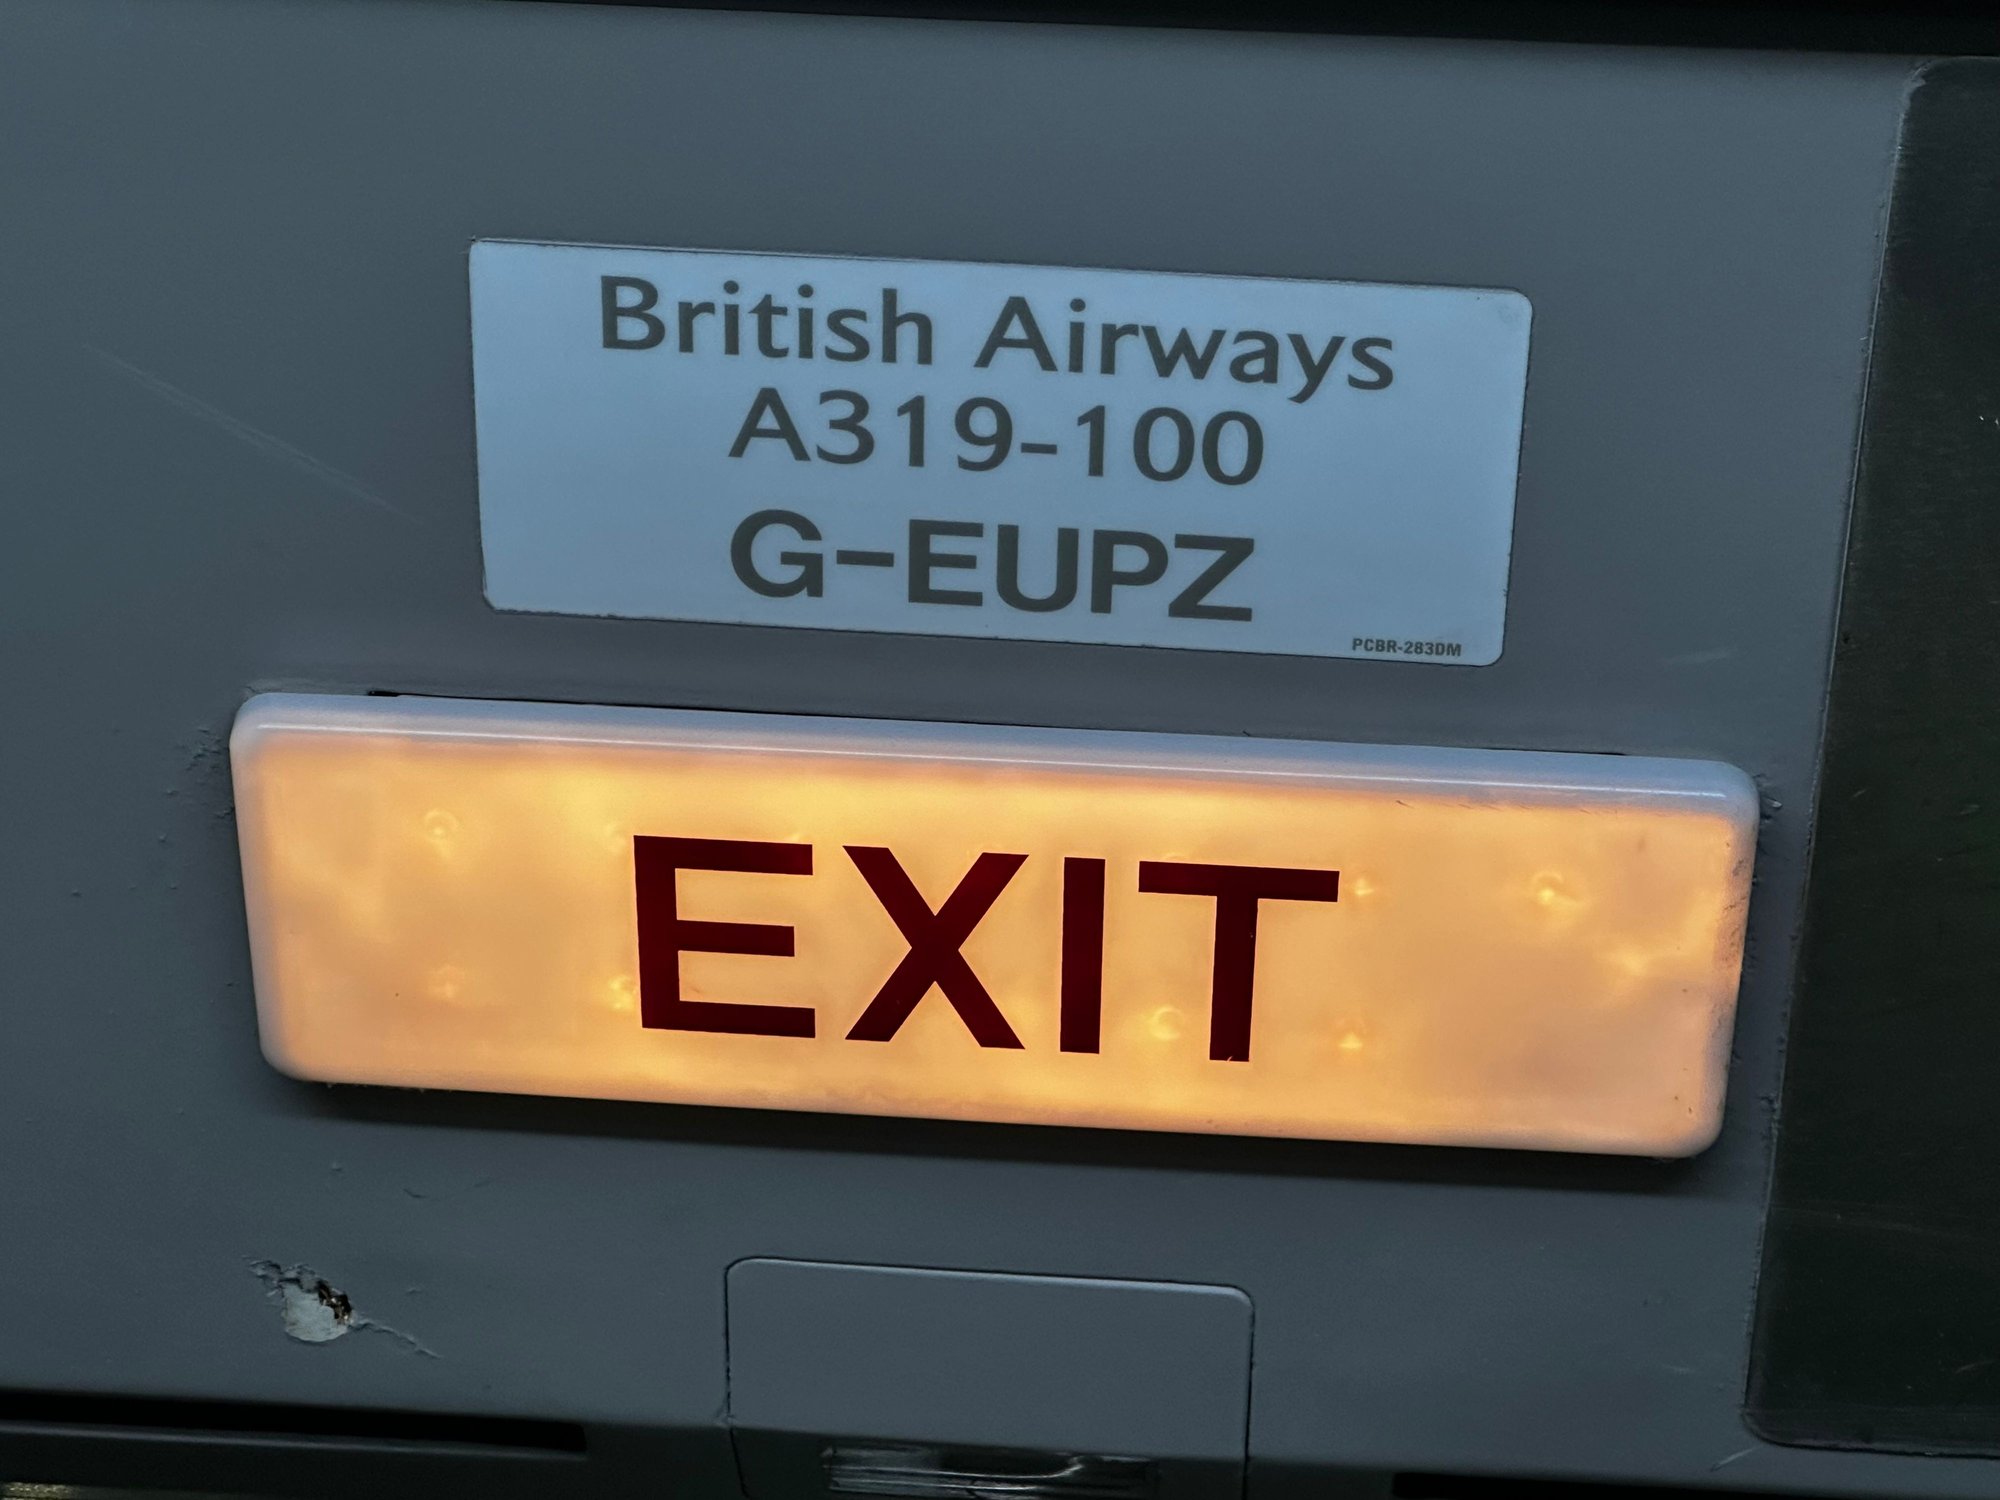 British Airways
A319-100
G-EUPZ
PCBR-283DM
EXIT